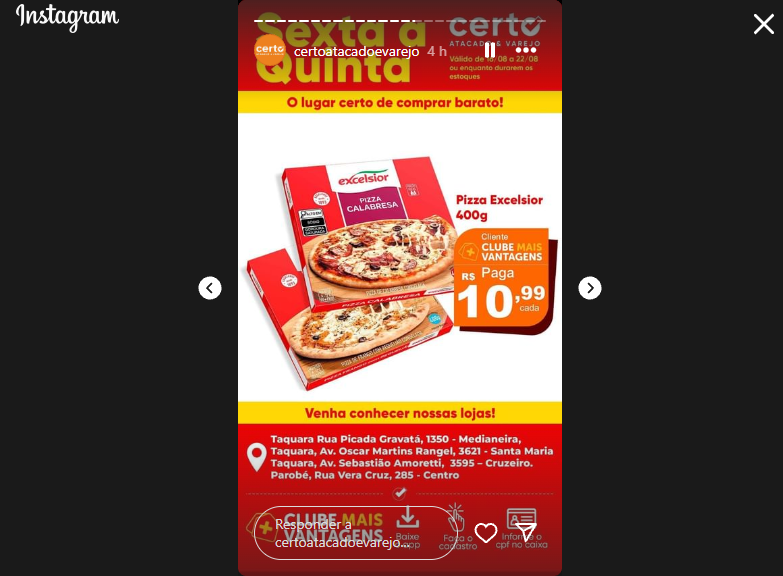 Instagram
Sexta a
Quinta
certo
ATACADO & VAREJO
certo
certoatacadoevarejo 4 h
Válido de 16/08 a 22/08
ou enquanto durarem os
estoques
O lugar certo de comprar barato!
excelsior
PIZZA
CALABRESA
Pizza Excelsior
400g
Cliente
CLUBE MAIS
VANTAGENS
R$ Paga
10,99
cada
PIZZA CALABRESA
Venha conhecer nossas lojas!
Taquara Rua Picada Gravatá, 1350 - Medianeira,
Taquara, Av. Oscar Martins Rangel, 3621 - Santa Maria
Taquara, Av. Sebastião Amoretti, 3595 – Cruzeiro.
Parobé, Rua Vera Cruz, 285 - Centro
CLUBE MAIS
VANTAGENS
Responder a
certoatacadoevarejo...
Baixe
Faça o
cadastro
Informe o
cpf no caixa